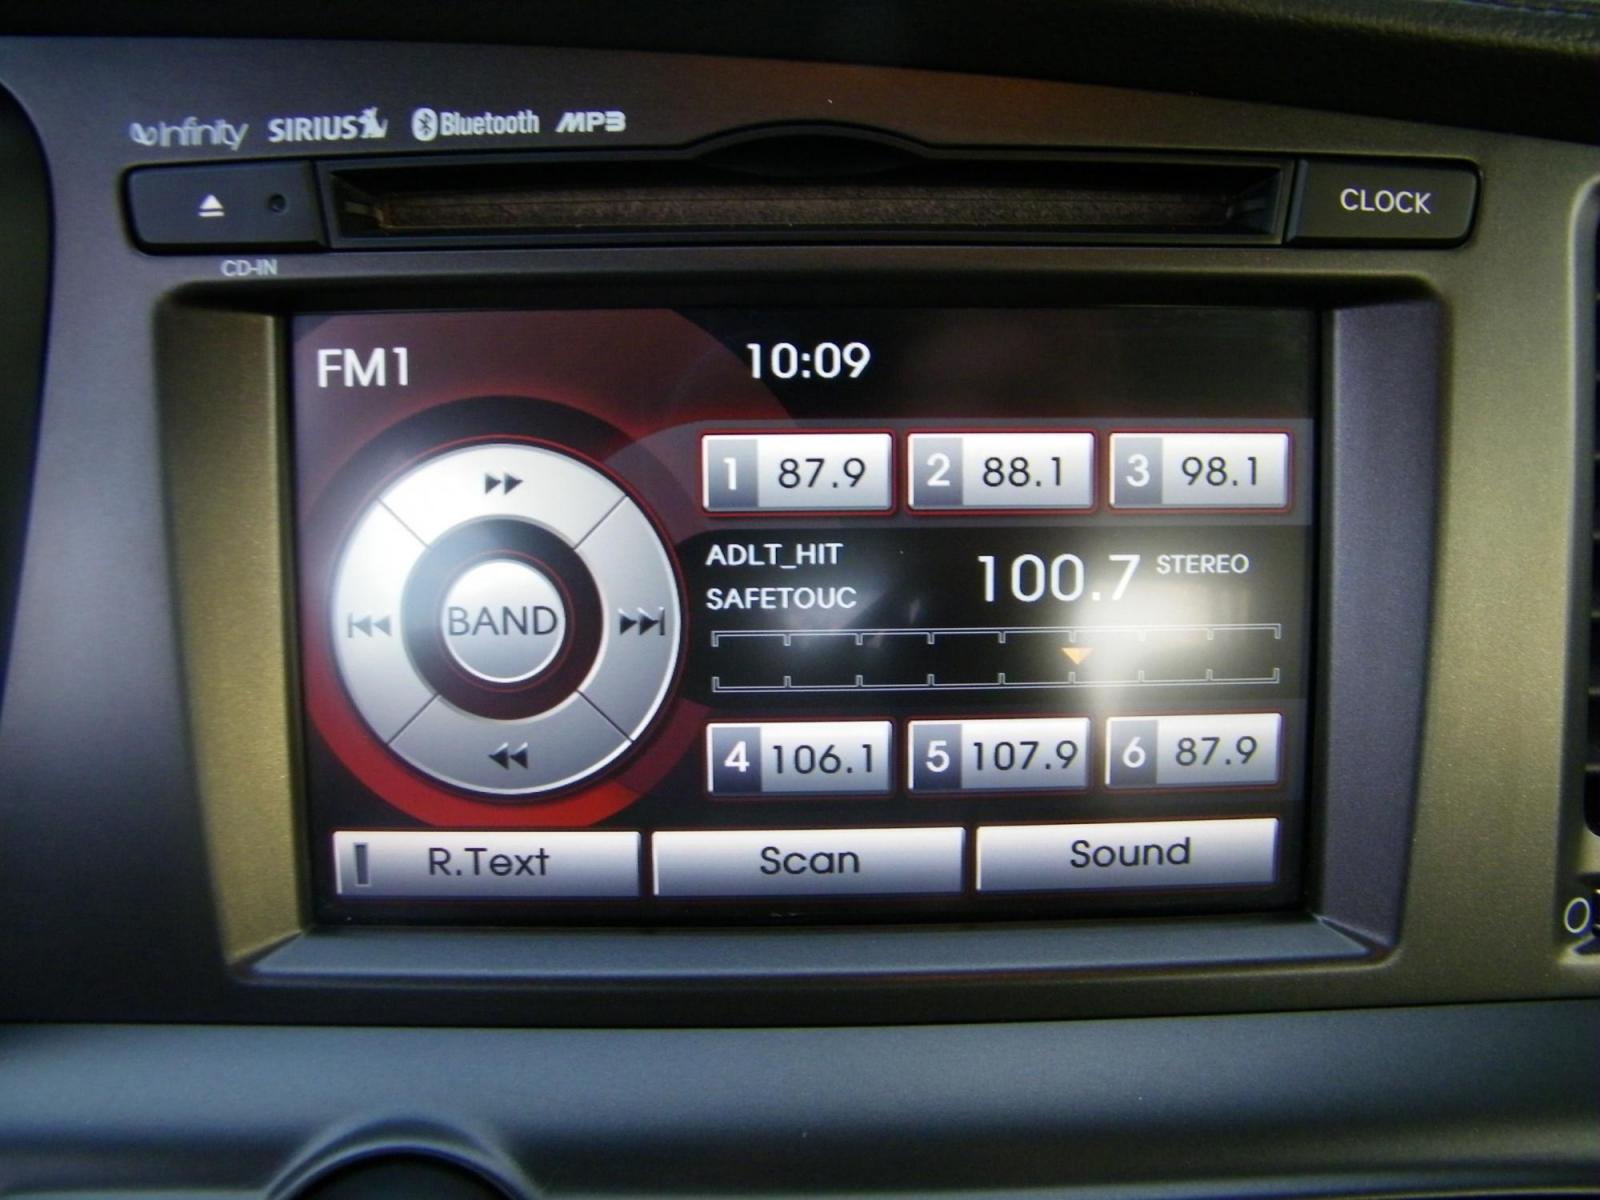 infinity SIRIUS Bluetooth MP3
CLOCK
CD-IN
FM1 10:09
1 87.9 2 88.1 3 98.1
ADLT_HIT 100.7 STEREO
SAFETOUC
BAND
4 106.1 5 107.9 6 87.9
R.Text Scan Sound